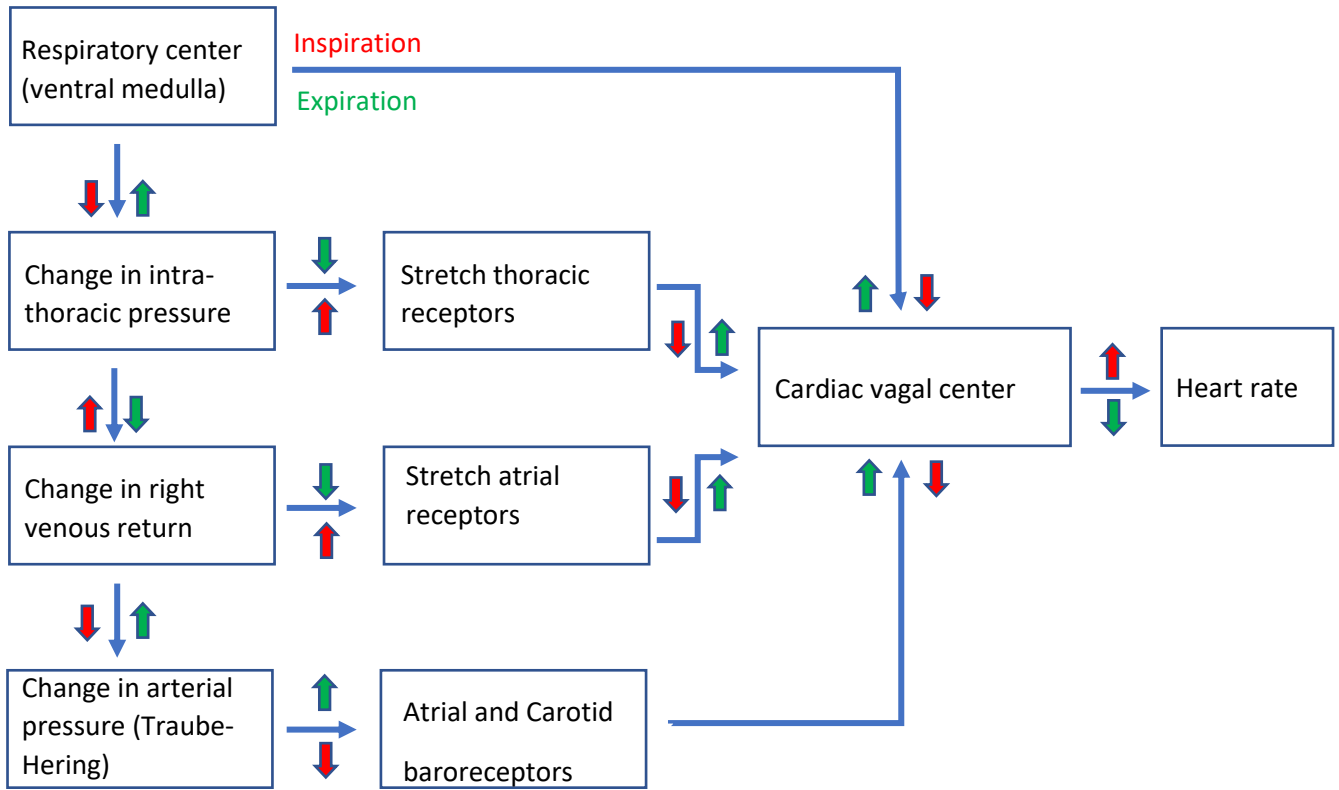 Respiratory center
(ventral medulla)
Inspiration
Expiration
Change in intra-
thoracic pressure
Stretch thoracic
receptors
Cardiac vagal center
Heart rate
Change in right
venous return
Stretch atrial
receptors
Change in arterial
pressure (Traube-
Hering)
Atrial and Carotid
baroreceptors